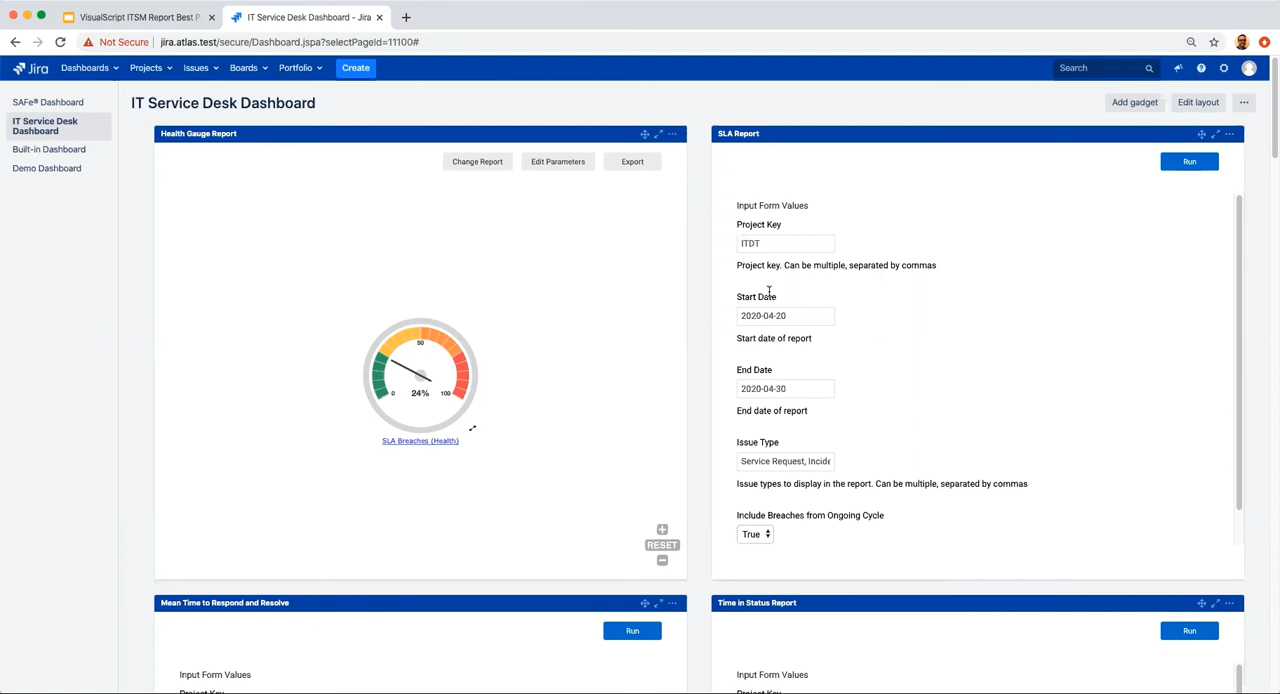 VisualScript ITSM Report Best P
IT Service Desk Dashboard - Jira
Not Secure
jira.atlas.test/secure/Dashboard.jspa?selectPageId=11100#
Jira
Dashboards
Projects
Issues
Boards
Portfolio
Create
Search
SAFe® Dashboard
IT Service Desk
Dashboard
Built-in Dashboard
Demo Dashboard
IT Service Desk Dashboard
Add gadget
Edit layout
Health Gauge Report
Change Report
Edit Parameters
Export
50
0
24%
100
SLA Breaches (Health)
RESET
SLA Report
Run
Input Form Values
Project Key
ITDT
Project key. Can be multiple, separated by commas
Start Date
2020-04-20
Start date of report
End Date
2020-04-30
End date of report
Issue Type
Service Request, Incide
Issue types to display in the report. Can be multiple, separated by commas
Include Breaches from Ongoing Cycle
True
Mean Time to Respond and Resolve
Run
Input Form Values
Project Key
Time in Status Report
Run
Input Form Values
Project Key